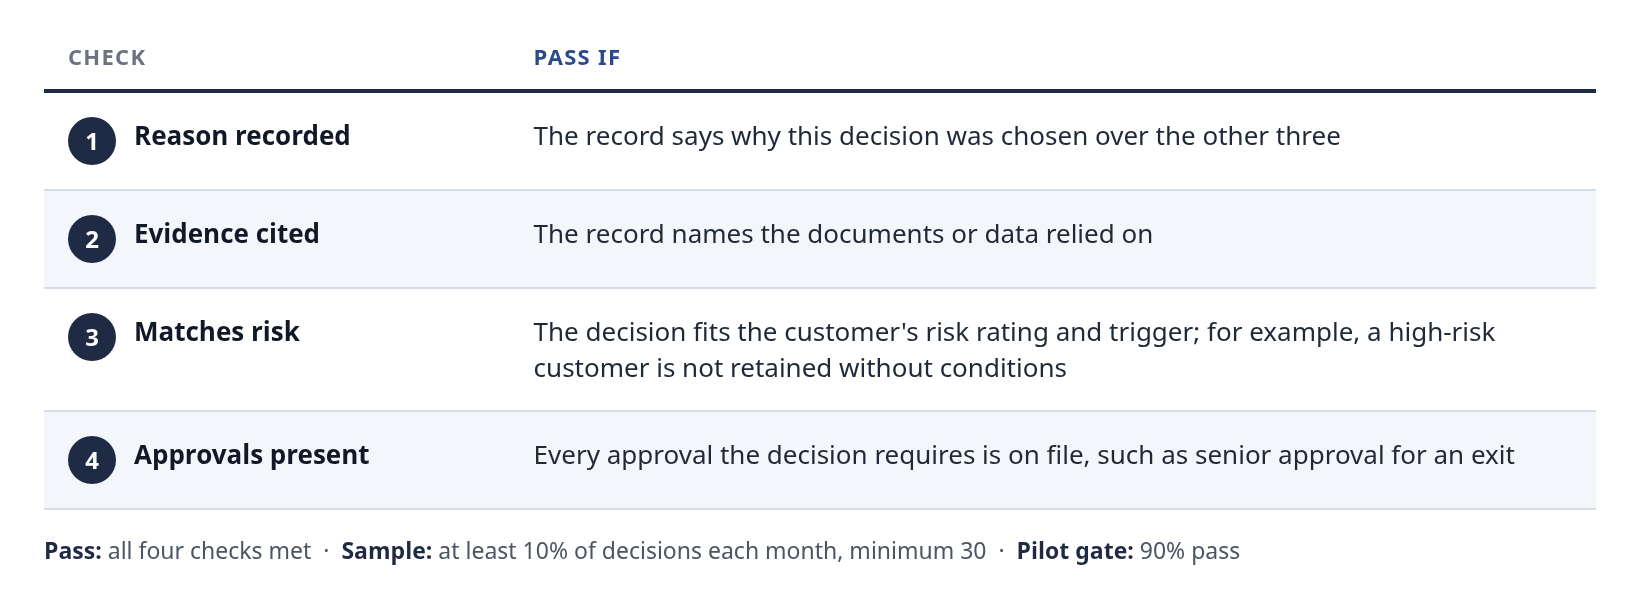 CHECK PASS IF
1 Reason recorded The record says why this decision was chosen over the other three
2 Evidence cited The record names the documents or data relied on
3 Matches risk The decision fits the customer's risk rating and trigger; for example, a high-risk
customer is not retained without conditions
4 Approvals present Every approval the decision requires is on file, such as senior approval for an exit
Pass: all four checks met · Sample: at least 10% of decisions each month, minimum 30 · Pilot gate: 90% pass